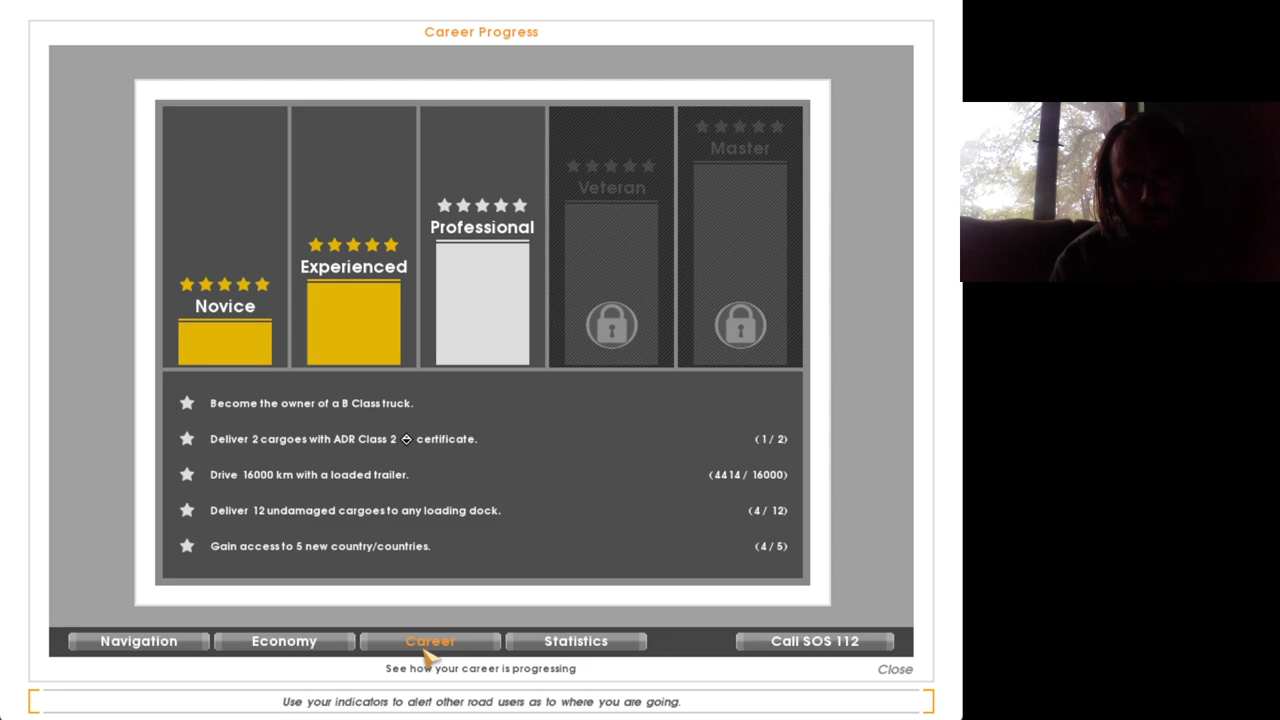 Career Progress
Master
Veteran
Professional
Experienced
Novice
Become the owner of a B Class truck.
Deliver 2 cargoes with ADR Class 2 certificate. (1 / 2)
Drive 16000 km with a loaded trailer. (4414 / 16000)
Deliver 12 undamaged cargoes to any loading dock. (4 / 12)
Gain access to 5 new country/countries. (4 / 5)
Navigation Economy Career Statistics Call SOS 112
See how your career is progressing Close
Use your indicators to alert other road users as to where you are going.